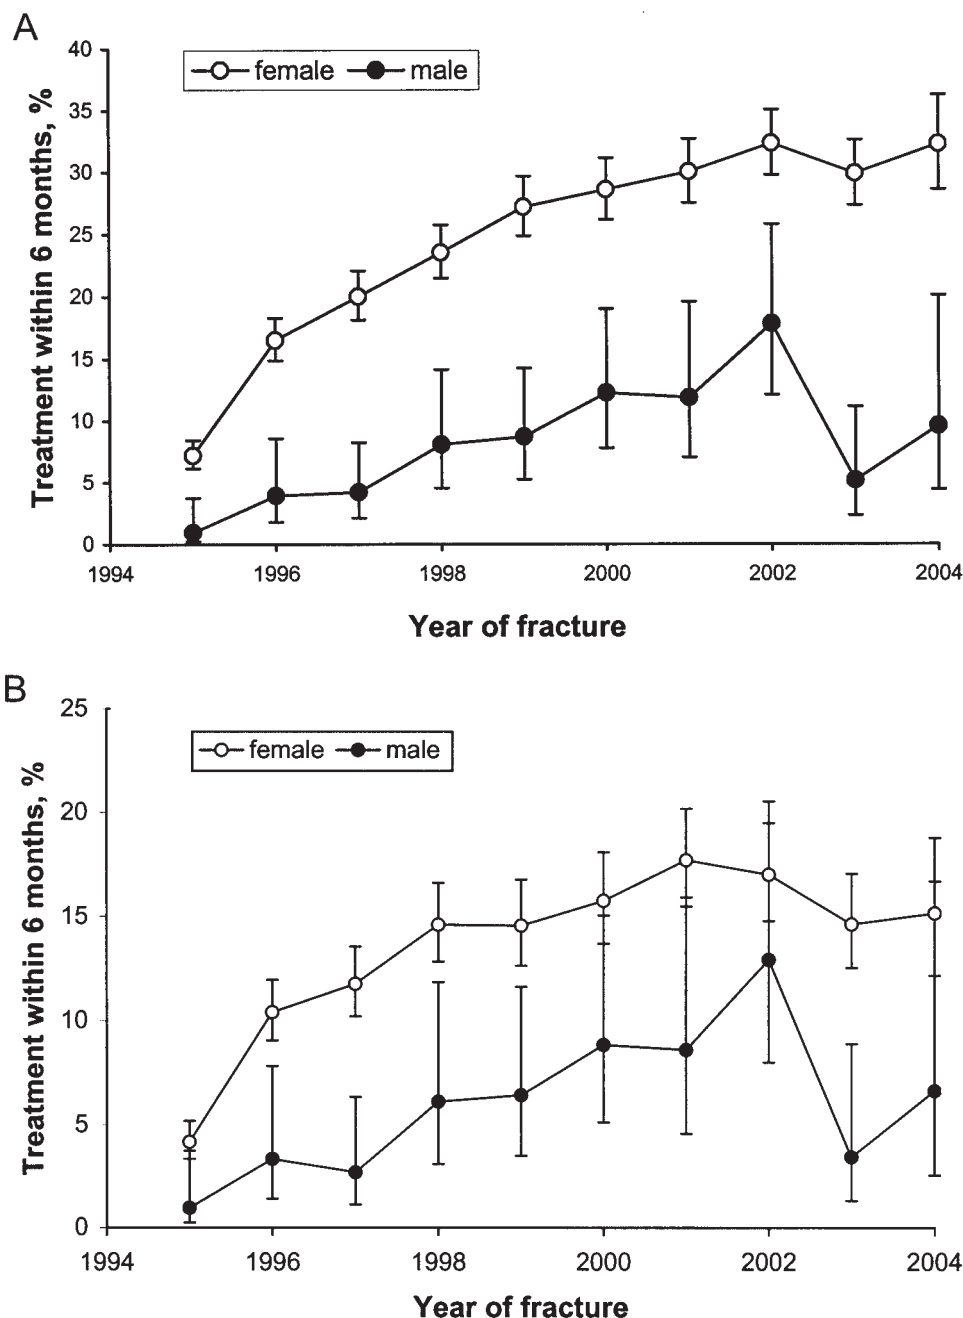 A
40
female male
35
30
25
20
15
10
5
0
Treatment within 6 months, %
1994 1996 1998 2000 2002 2004
Year of fracture
B
25
female male
20
15
10
5
0
Treatment within 6 months, %
1994 1996 1998 2000 2002 2004
Year of fracture